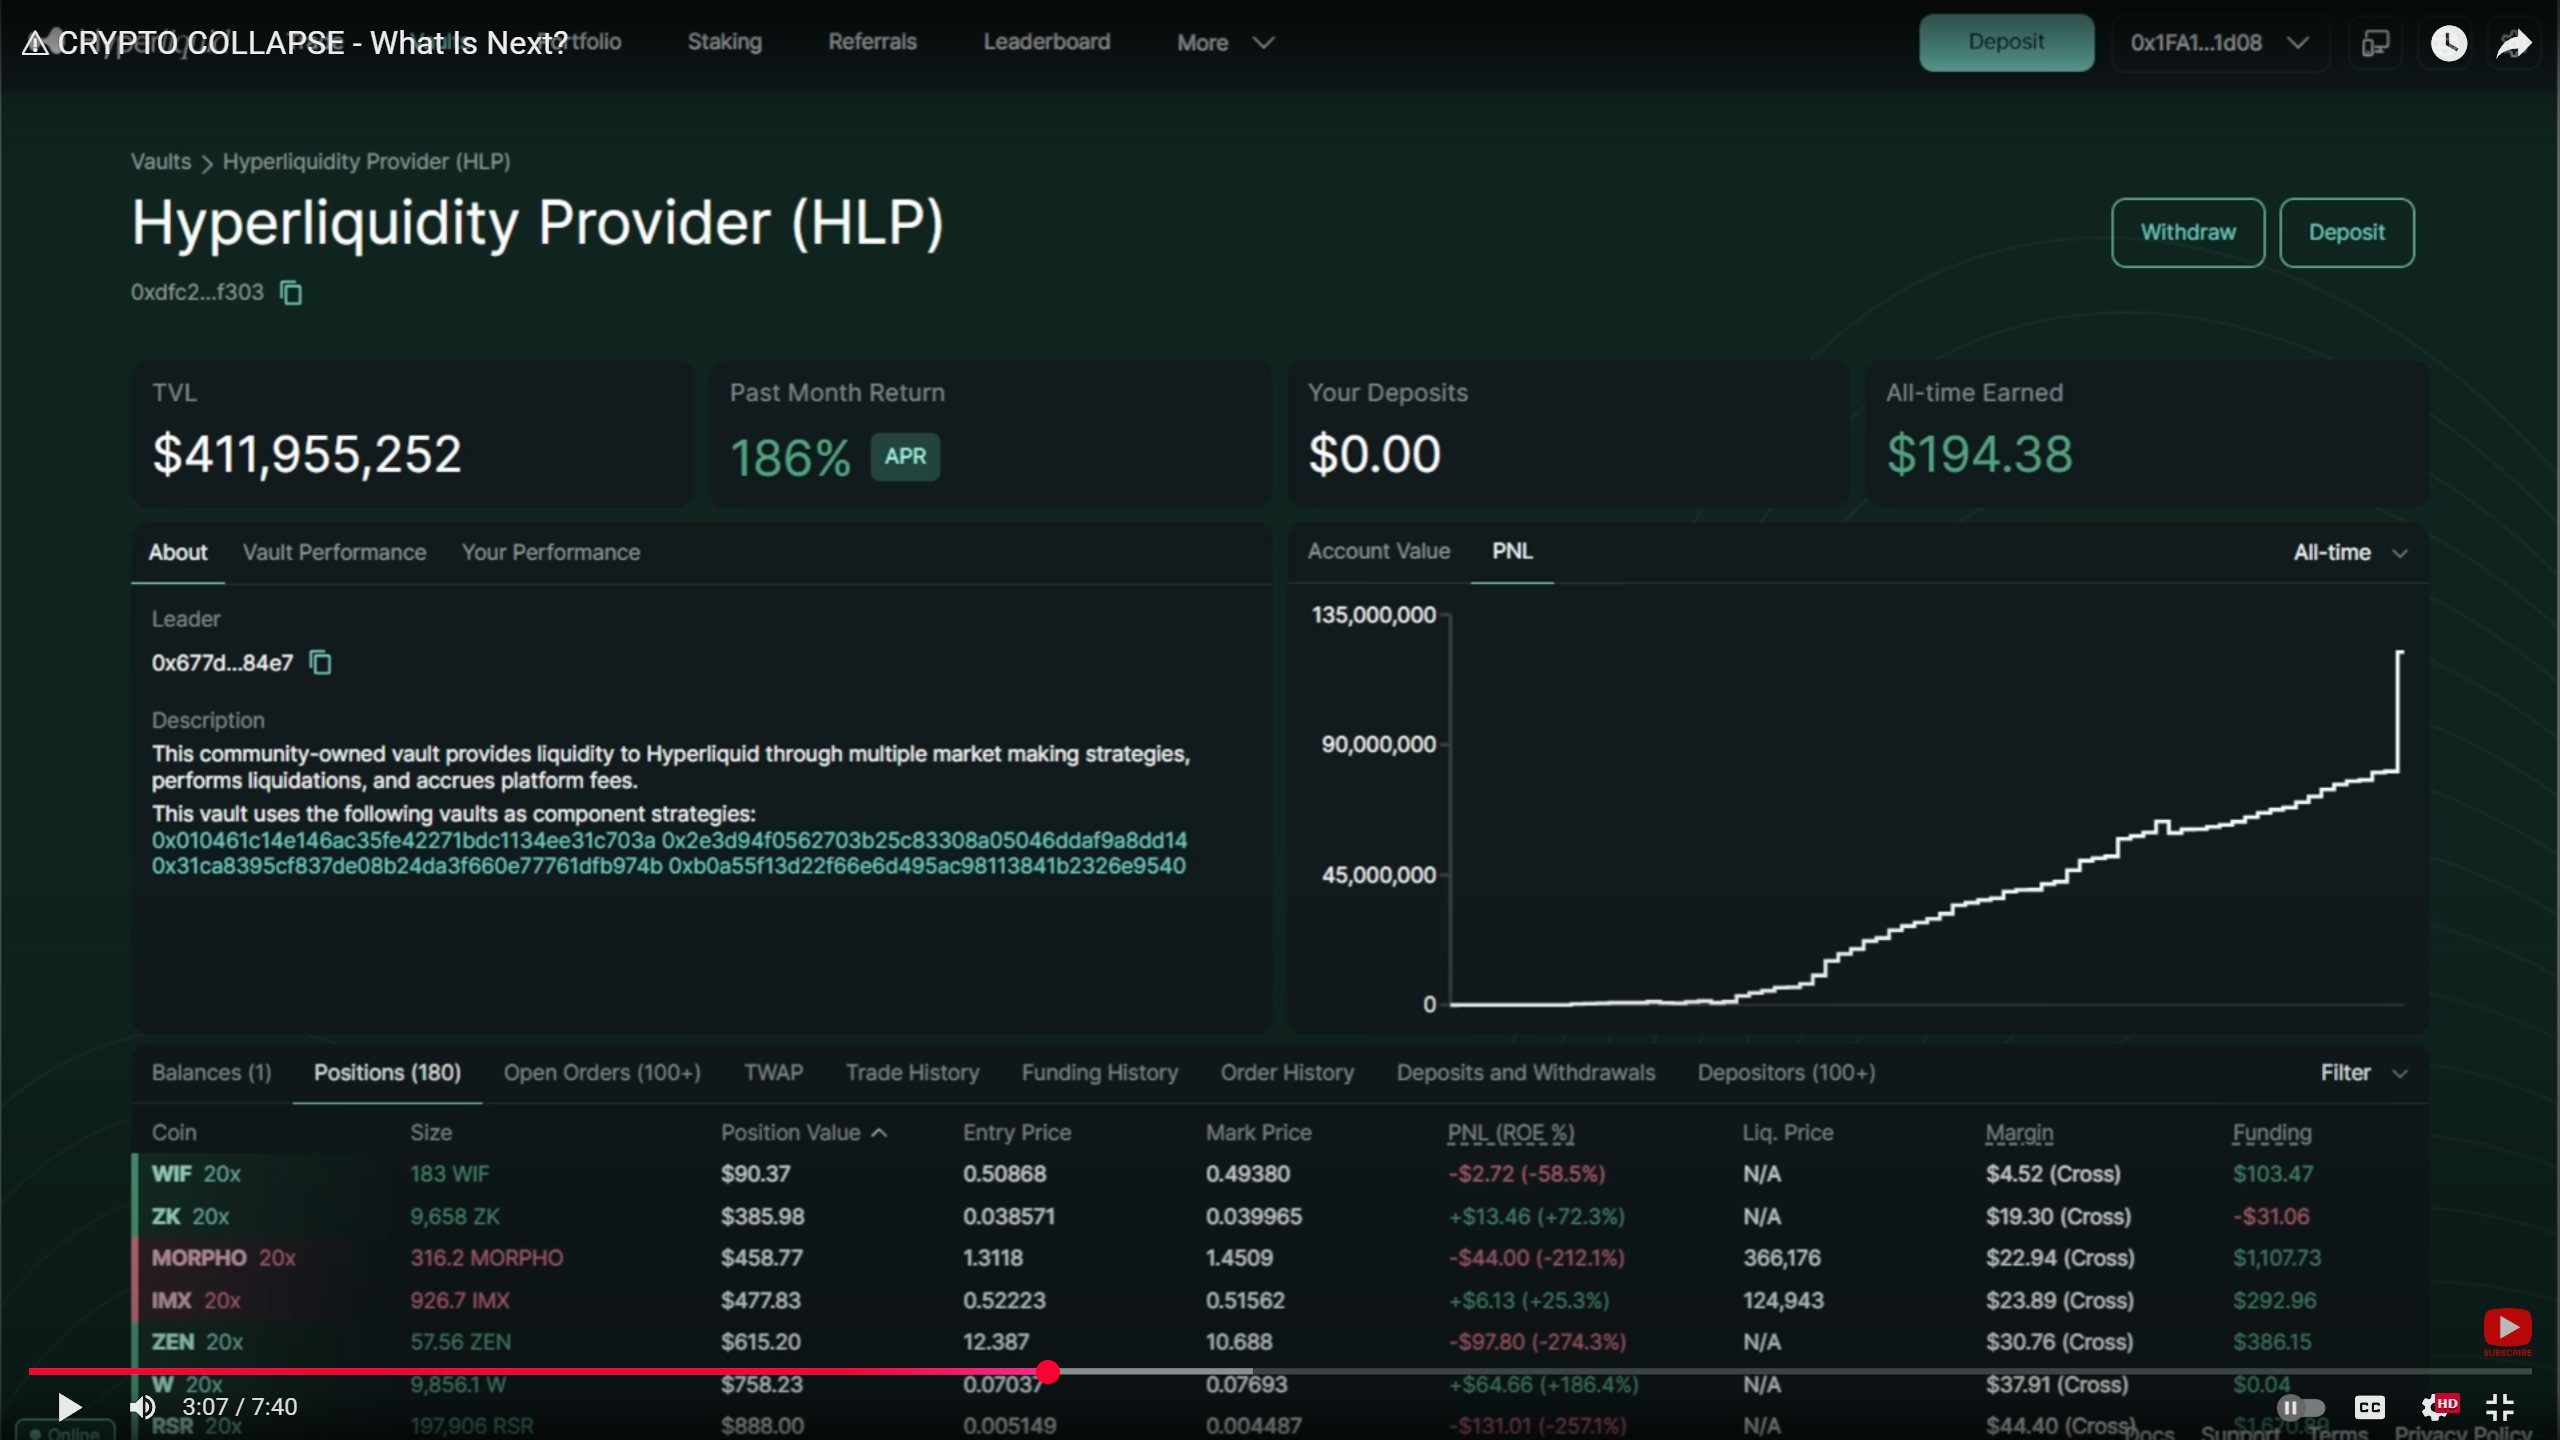 ⚠CRYPTO COLLAPSE - What Is Next?
Portfolio Staking Referrals Leaderboard More Deposit 0x1FA1...1d08
Vaults > Hyperliquidity Provider (HLP)
Hyperliquidity Provider (HLP)
Withdraw Deposit
0xdfc2...f303
TVL Past Month Return Your Deposits All-time Earned
$411,955,252 186% APR $0.00 $194.38
About Vault Performance Your Performance
Account Value PNL All-time
Leader
0x677d...84e7
Description
This community-owned vault provides liquidity to Hyperliquid through multiple market making strategies,
performs liquidations, and accrues platform fees.
This vault uses the following vaults as component strategies:
0x010461c14e146ac35fe42271bdc1134ee31c703a 0x2e3d94f0562703b25c83308a05046ddaf9a8dd14
0x31ca8395cf837de08b24da3f660e77761dfb974b 0xb0a55f13d22f66e6d495ac98113841b2326e9540
135,000,000
90,000,000
45,000,000
0
Balances (1) Positions (180) Open Orders (100+) TWAP Trade History Funding History Order History Deposits and Withdrawals Depositors (100+) Filter
Coin Size Position Value Entry Price Mark Price PNL (ROE %) Liq. Price Margin Funding
WIF 20x 183 WIF $90.37 0.50868 0.49380 -$2.72 (-58.5%) N/A $4.52 (Cross) $103.47
ZK 20x 9,658 ZK $385.98 0.038571 0.039965 +$13.46 (+72.3%) N/A $19.30 (Cross) -$31.06
MORPHO 20x 316.2 MORPHO $458.77 1.3118 1.4509 -$44.00 (-212.1%) 366,176 $22.94 (Cross) $1,107.73
IMX 20x 926.7 IMX $477.83 0.52223 0.51562 +$6.13 (+25.3%) 124,943 $23.89 (Cross) $292.96
ZEN 20x 57.56 ZEN $615.20 12.387 10.688 -$97.80 (-274.3%) N/A $30.76 (Cross) $386.15
W 20x 9,856.1 W $758.23 0.07037 0.07693 +$64.66 (+186.4%) N/A $37.91 (Cross) $0.04
RSR 20x 197,906 RSR $888.00 0.005149 0.004487 -$131.01 (-257.1%) N/A $44.40 (Cross)
SUBSCRIBE
3:07 / 7:40
CC HD
Online
Docs Support Terms Privacy Policy